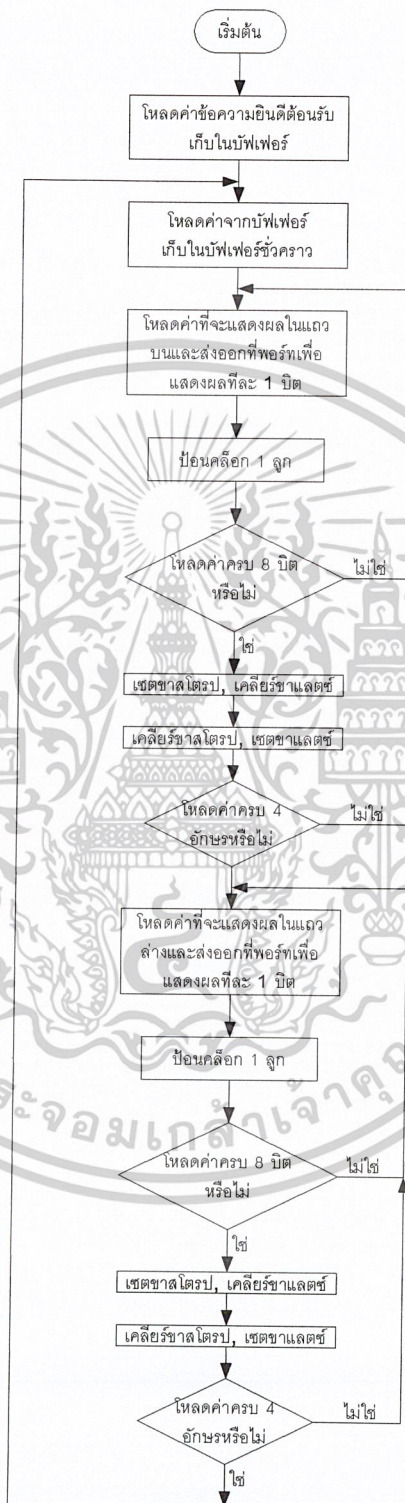 เริ่มต้น
โหลดค่าข้อความยินดีต้อนรับ
เก็บในบัฟเฟอร์
โหลดค่าจากบัฟเฟอร์
เก็บในบัฟเฟอร์ชั่วคราว
โหลดค่าที่จะแสดงผลในแถว
บนและส่งออกที่พอร์ทเพื่อ
แสดงผลทีละ 1 บิต
ป้อนคล็อก 1 ลูก
โหลดค่าครบ 8 บิต
หรือไม่
ไม่ใช่
ใช่
เซตขาสโตรป, เคลียร์ขาแลตช์
เคลียร์ขาสโตรป, เซตขาแลตช์
โหลดค่าครบ 4
อักษรหรือไม่
ไม่ใช่
โหลดค่าที่จะแสดงผลในแถว
ล่างและส่งออกที่พอร์ทเพื่อ
แสดงผลทีละ 1 บิต
ป้อนคล็อก 1 ลูก
ระจอมเกล้าเจ้าคุณ
โหลดค่าครบ 8 บิต
หรือไม่
ไม่ใช่
ใช่
เซตขาสโตรป, เคลียร์ขาแลตช์
เคลียร์ขาสโตรป, เซตขาแลตช์
โหลดค่าครบ 4
อักษรหรือไม่
ไม่ใช่
ใช่